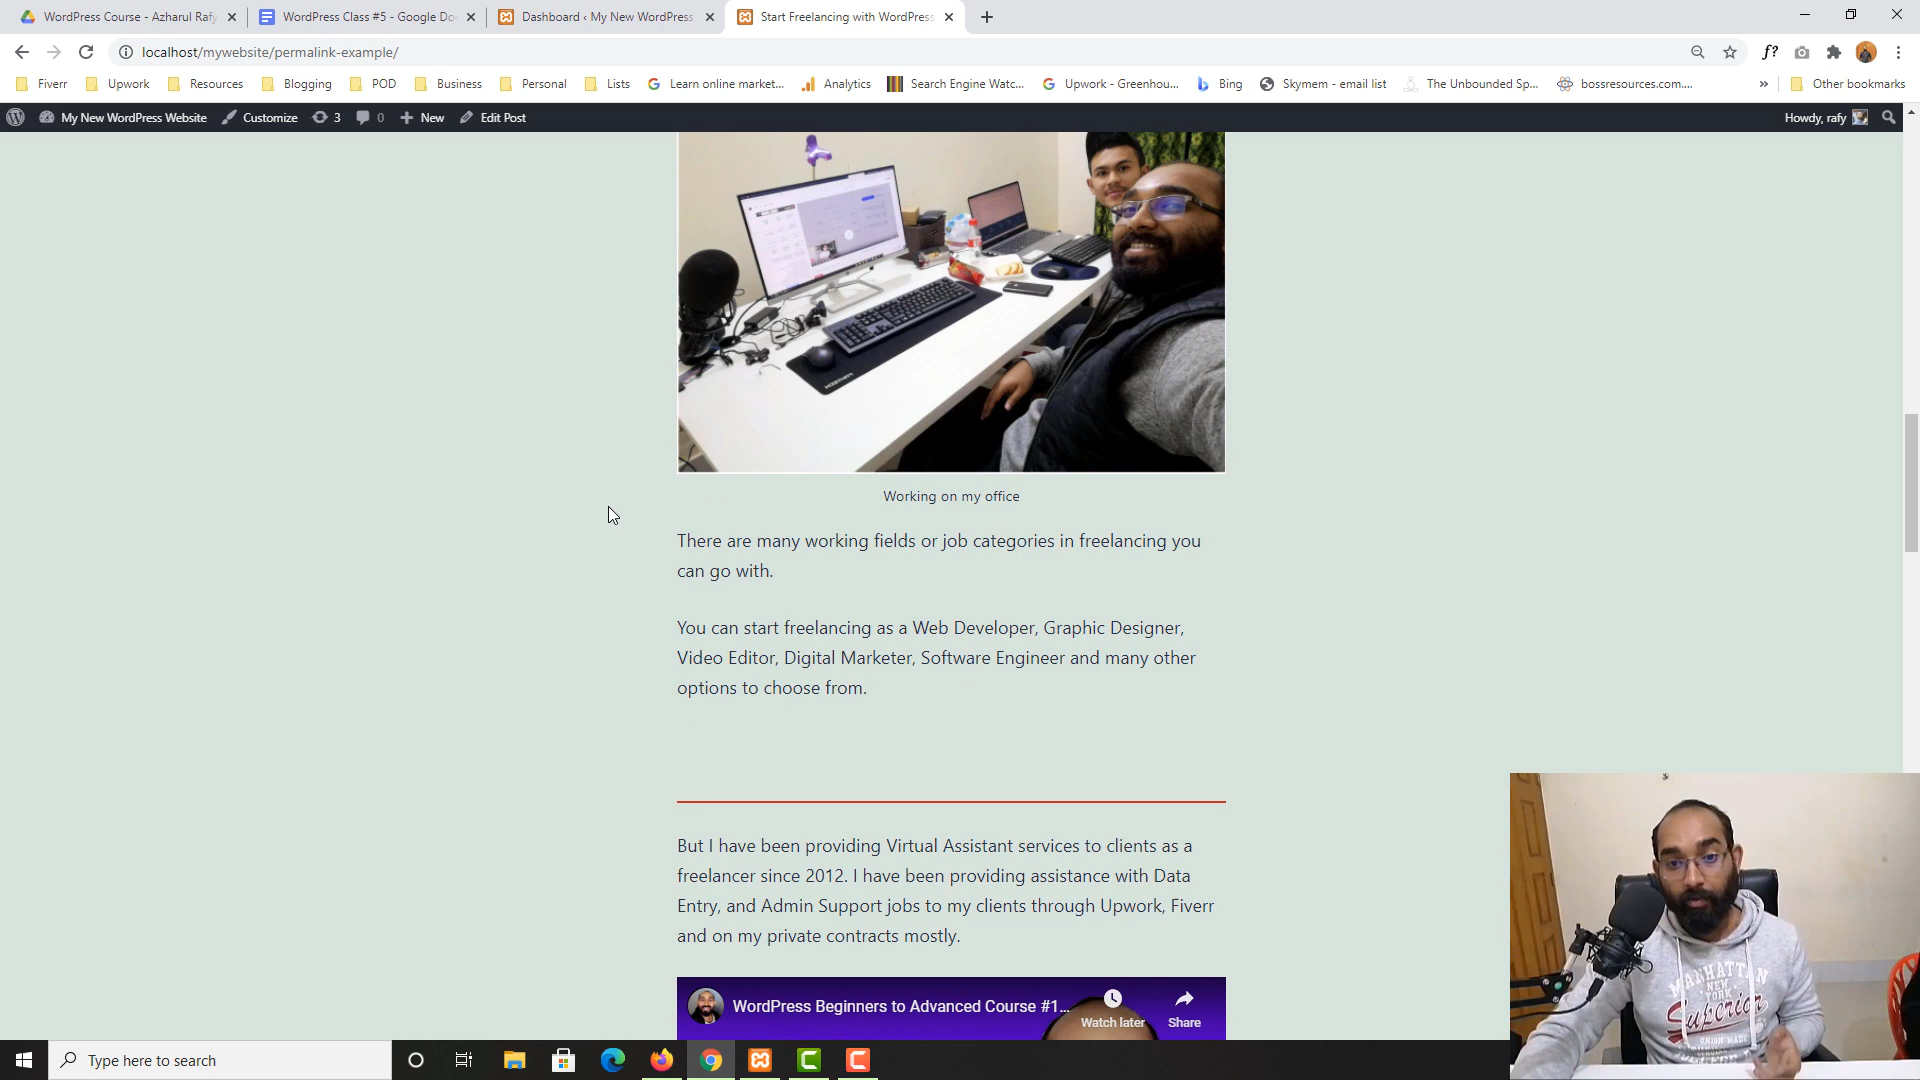 WordPress Course - Azharul Rafy
WordPress Class #5 - Google Do
Dashboard ‹ My New WordPress
Start Freelancing with WordPress
localhost/mywebsite/permalink-example/
Fiverr
Upwork
Resources
Blogging
POD
Business
Personal
Lists
Learn online market...
Analytics
Search Engine Watc...
Upwork - Greenhou...
Bing
Skymem - email list
The Unbounded Sp...
bossresources.com....
»
Other bookmarks
My New WordPress Website
Customize
3
0
New
Edit Post
Howdy, rafy
Working on my office
There are many working fields or job categories in freelancing you
can go with.
You can start freelancing as a Web Developer, Graphic Designer,
Video Editor, Digital Marketer, Software Engineer and many other
options to choose from.
But I have been providing Virtual Assistant services to clients as a
freelancer since 2012. I have been providing assistance with Data
Entry, and Admin Support jobs to my clients through Upwork, Fiverr
and on my private contracts mostly.
WordPress Beginners to Advanced Course #1...
Watch later
Share
MANHATTAN
NEW
YORK
Superior
Type here to search